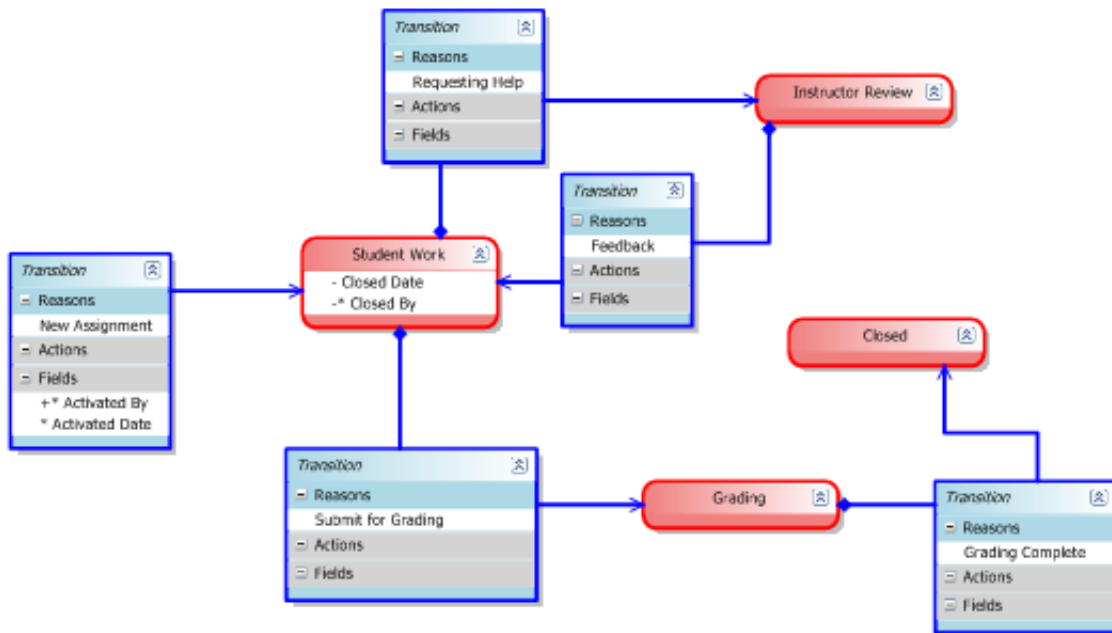 Transition
Reasons
Requesting Help
Actions
Fields
Instructor Review
Transition
Reasons
Feedback
Actions
Fields
Student Work
- Closed Date
-* Closed By
Transition
Reasons
New Assignment
Actions
Fields
+* Activated By
* Activated Date
Closed
Transition
Reasons
Submit for Grading
Actions
Fields
Grading
Transition
Reasons
Grading Complete
Actions
Fields